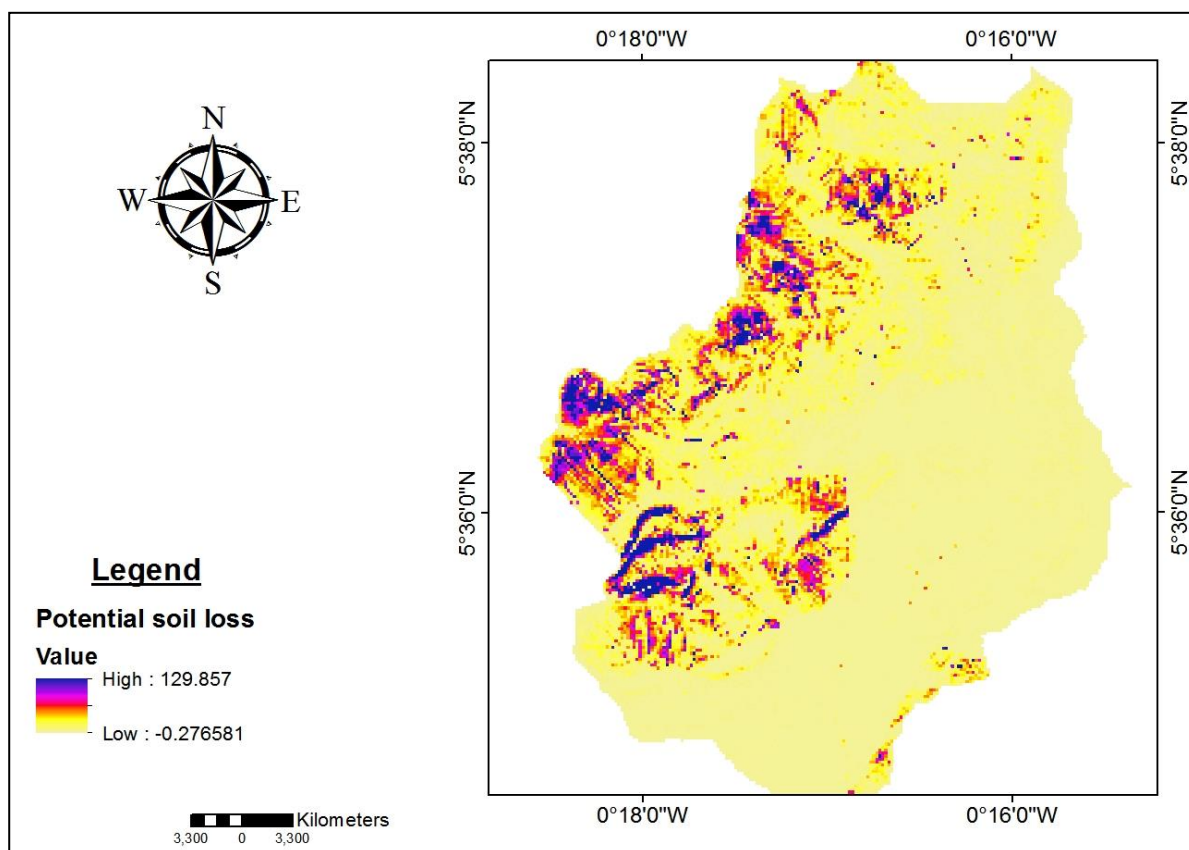 0°18'0"W 0°16'0"W
N
W E
S
5°38'0"N 5°38'0"N
5°36'0"N 5°36'0"N
Legend
Potential soil loss
Value
High : 129.857
Low : -0.276581
Kilometers
3,300 0 3,300
0°18'0"W 0°16'0"W